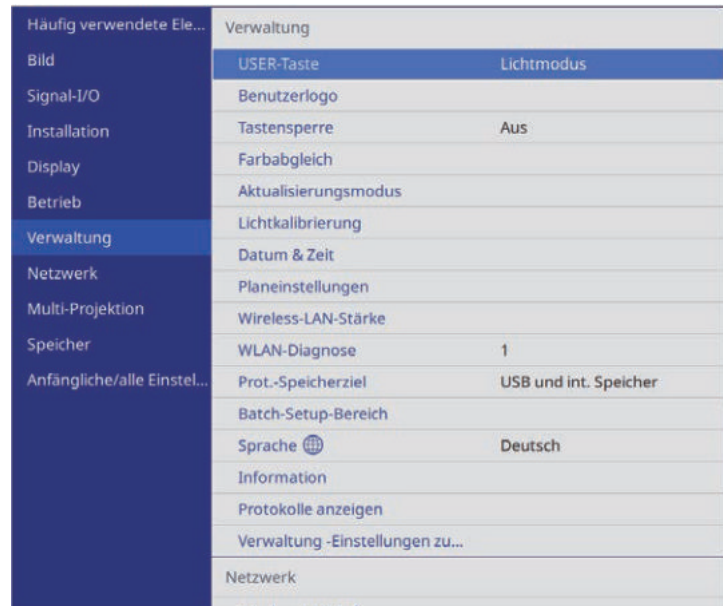 Häufig verwendete Ele...
Bild
Signal-I/O
Installation
Display
Betrieb
Verwaltung
Netzwerk
Multi-Projektion
Speicher
Anfängliche/alle Einstel...
Verwaltung
USER-Taste Lichtmodus
Benutzerlogo
Tastensperre Aus
Farbabgleich
Aktualisierungsmodus
Lichtkalibrierung
Datum & Zeit
Planeinstellungen
Wireless-LAN-Stärke
WLAN-Diagnose 1
Prot.-Speicherziel USB und int. Speicher
Batch-Setup-Bereich
Sprache Deutsch
Information
Protokolle anzeigen
Verwaltung -Einstellungen zu...
Netzwerk